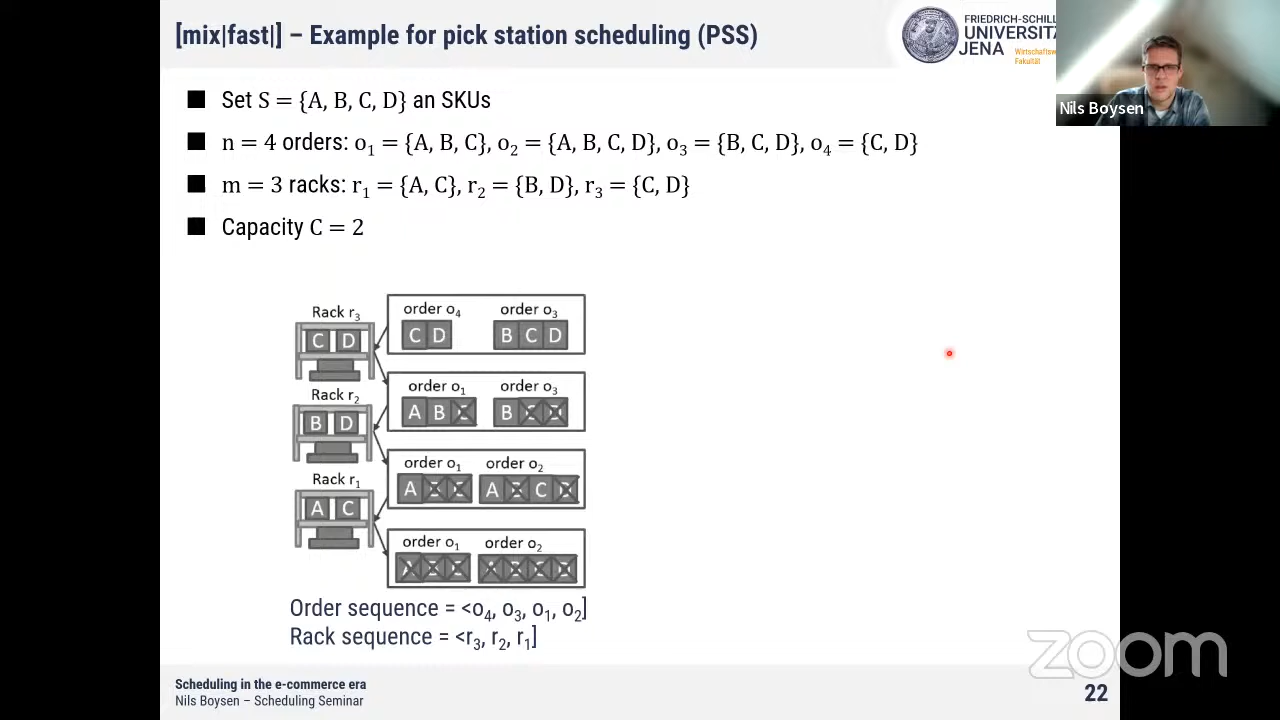 [mix|fast|] – Example for pick station scheduling (PSS)
FRIEDRICH-SCHILL
UNIVERSITA
JENA
Wirtschaftsw
Fakultät
Nils Boysen
Set S = {A, B, C, D} an SKUs
n = 4 orders: o1 = {A, B, C}, o2 = {A, B, C, D}, o3 = {B, C, D}, o4 = {C, D}
m = 3 racks: r1 = {A, C}, r2 = {B, D}, r3 = {C, D}
Capacity C = 2
Rack r3
C D
order o4 order o3
C D B C D
Rack r2
B D
order o1 order o3
A B C B C D
Rack r1
A C
order o1 order o2
A B C A B C D
order o1 order o2
A B C A B C D
Order sequence = <o4, o3, o1, o2]
Rack sequence = <r3, r2, r1]
zoom
Scheduling in the e-commerce era
Nils Boysen – Scheduling Seminar
22